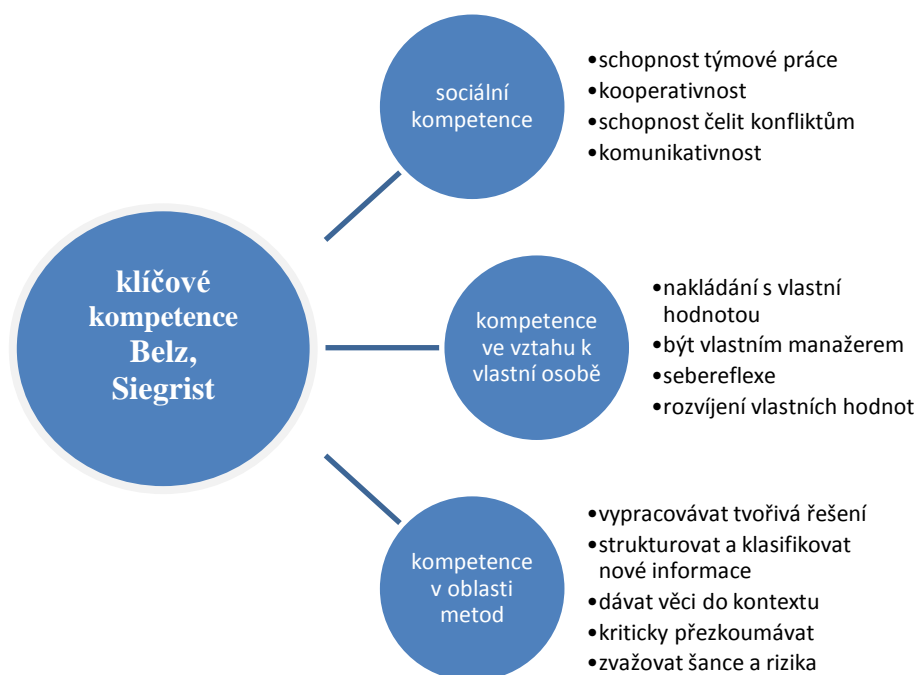 klíčové
kompetence
Belz,
Siegrist
sociální
kompetence
•schopnost týmové práce
•kooperativnost
•schopnost čelit konfliktům
•komunikativnost
kompetence
ve vztahu k
vlastní osobě
•nakládání s vlastní
hodnotou
•být vlastním manažerem
•sebereflexe
•rozvíjení vlastních hodnot
kompetence
v oblasti
metod
•vypracovávat tvořivá řešení
•strukturovat a klasifikovat
nové informace
•dávat věci do kontextu
•kriticky přezkoumávat
•zvažovat šance a rizika